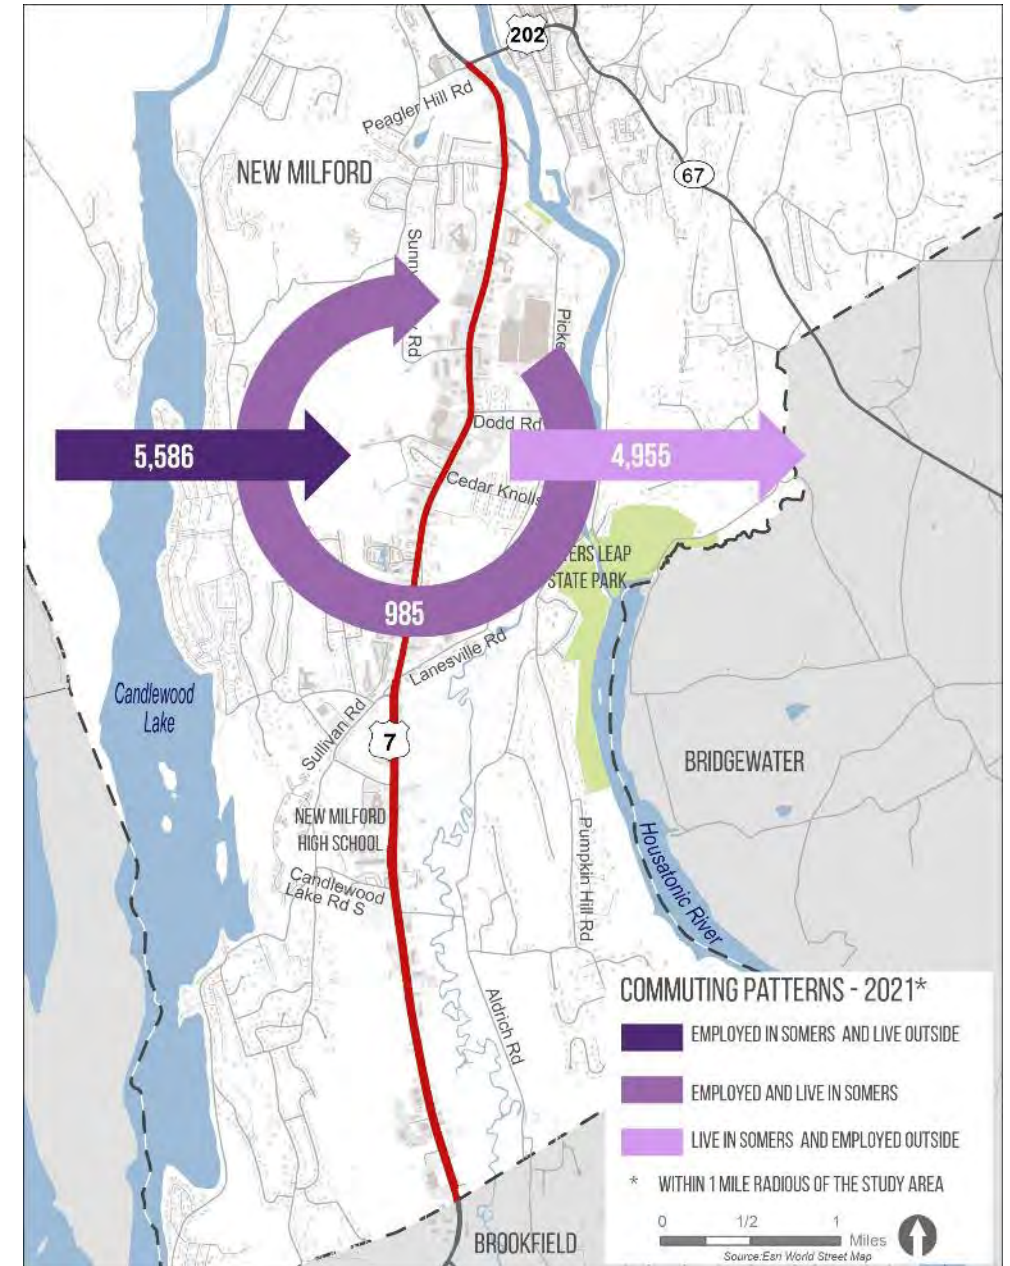 202
Peagler Hill Rd
NEW MILFORD
67
Sunny
Rd
Picke
Dodd Rd
5,586
4,955
Cedar Knolls
ERS LEAP
STATE PARK
985
Lanesville Rd
Candlewood
Lake
Sullivan Rd
7
BRIDGEWATER
NEW MILFORD
HIGH SCHOOL
Pumpkin Hill Rd
Housatonic River
Candlewood
Lake Rd S
Aldrich Rd
COMMUTING PATTERNS - 2021*
EMPLOYED IN SOMERS AND LIVE OUTSIDE
EMPLOYED AND LIVE IN SOMERS
LIVE IN SOMERS AND EMPLOYED OUTSIDE
* WITHIN 1 MILE RADIOUS OF THE STUDY AREA
0 1/2 1
Miles
Source:Esri World Street Map
BROOKFIELD